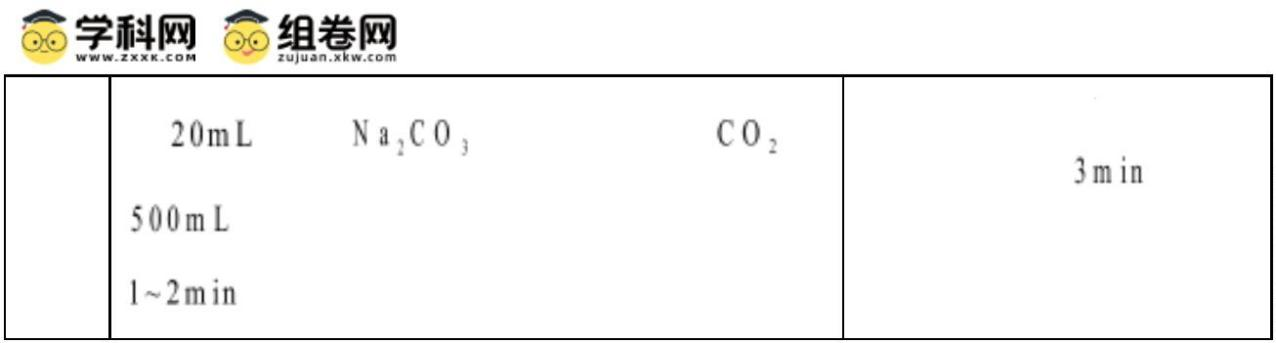 学科网 组卷网
www.zxxk.com zujuan.xkw.com
20mL Na₂CO₃ CO₂
3min
500mL
1~2min